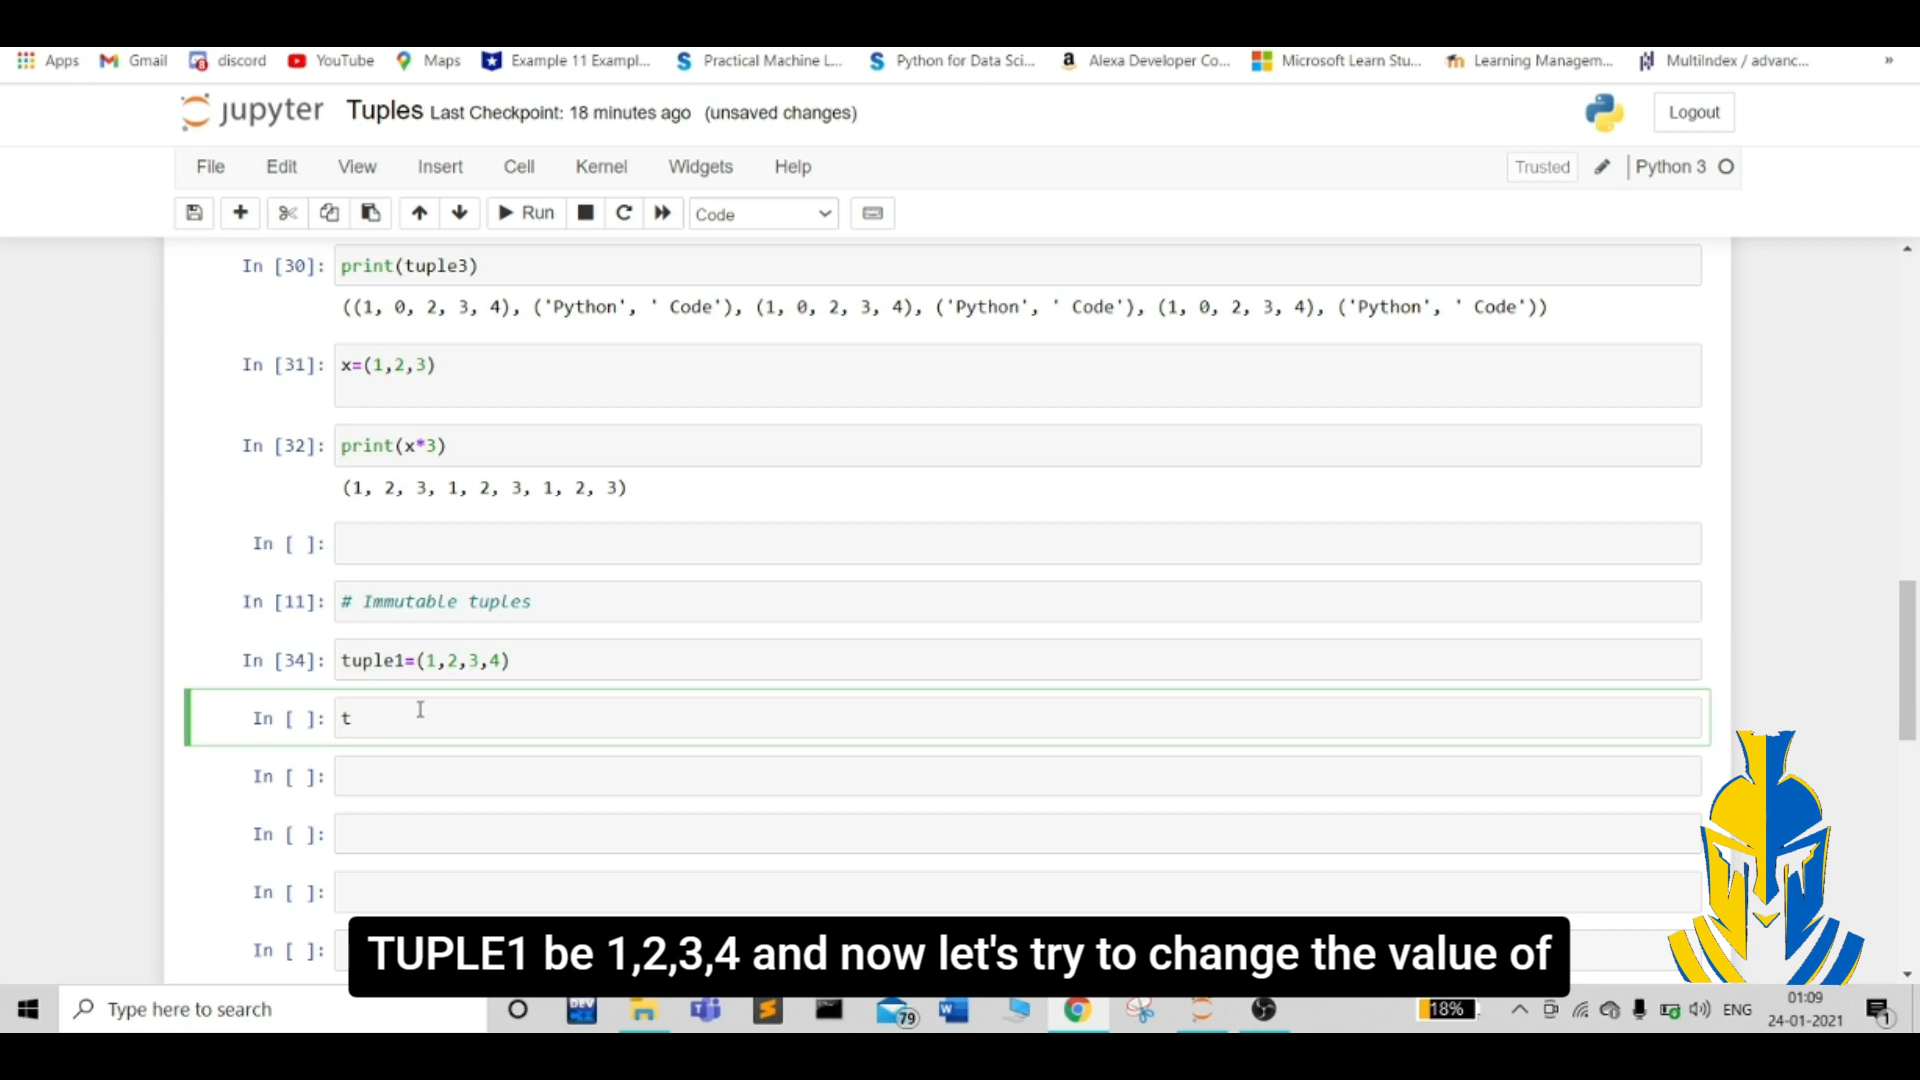 Apps Gmail discord YouTube Maps Example 11 Exampl... Practical Machine L... Python for Data Sci... Alexa Developer Co... Microsoft Learn Stu... Learning Managem... MultiIndex / advanc... »
jupyter Tuples Last Checkpoint: 18 minutes ago (unsaved changes) Logout
File Edit View Insert Cell Kernel Widgets Help Trusted Python 3
Run Code
In [30]: print(tuple3)
((1, 0, 2, 3, 4), ('Python', ' Code'), (1, 0, 2, 3, 4), ('Python', ' Code'), (1, 0, 2, 3, 4), ('Python', ' Code'))
In [31]: x=(1,2,3)
In [32]: print(x*3)
(1, 2, 3, 1, 2, 3, 1, 2, 3)
In [ ]:
In [11]: # Immutable tuples
In [34]: tuple1=(1,2,3,4)
In [ ]: t
In [ ]:
In [ ]:
In [ ]:
In [ ]:
TUPLE1 be 1,2,3,4 and now let's try to change the value of
Type here to search DEV 79 W 18% ENG 01:09
24-01-2021 1